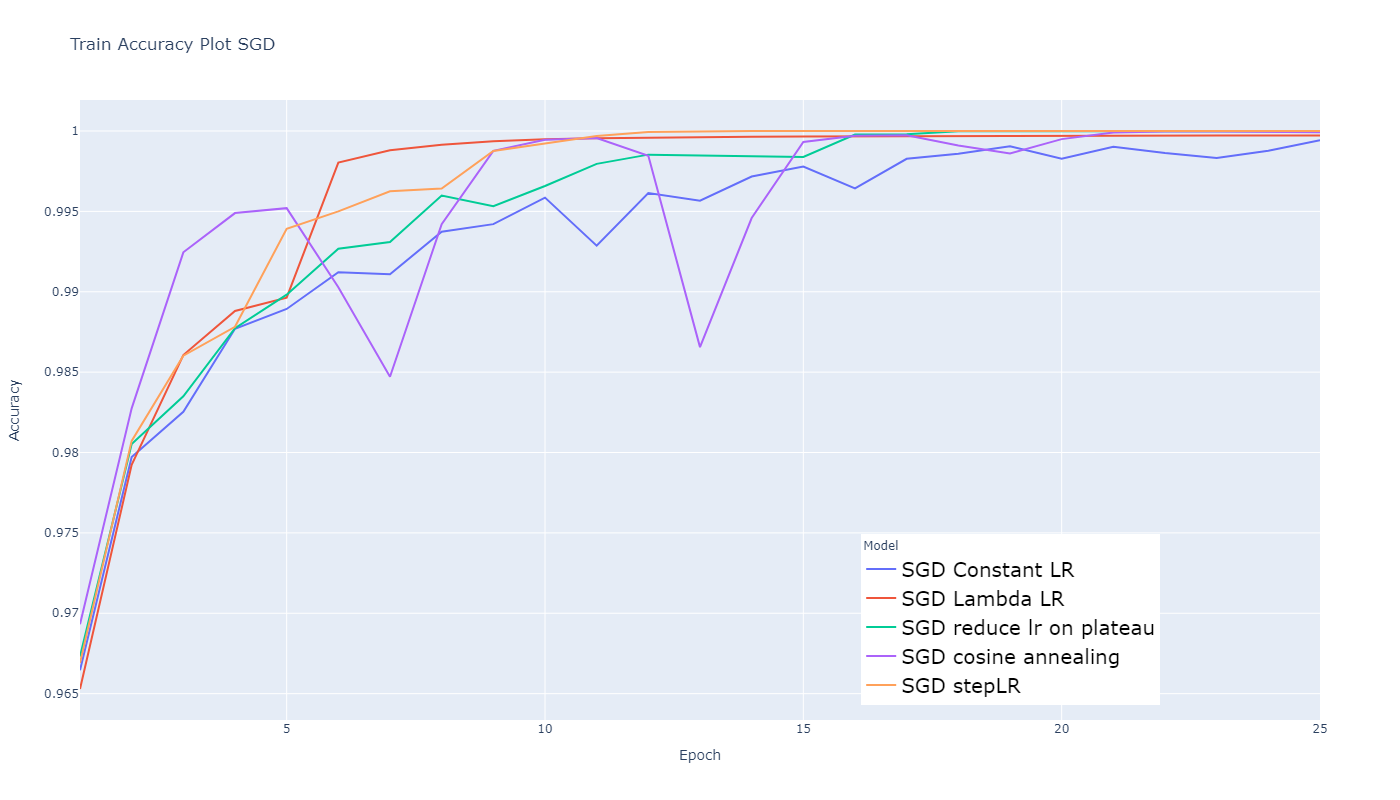 Train Accuracy Plot SGD
1
0.995
0.99
0.985
0.98
0.975
0.97
0.965
Accuracy
5
10
15
20
25
Epoch
Model
SGD Constant LR
SGD Lambda LR
SGD reduce lr on plateau
SGD cosine annealing
SGD stepLR